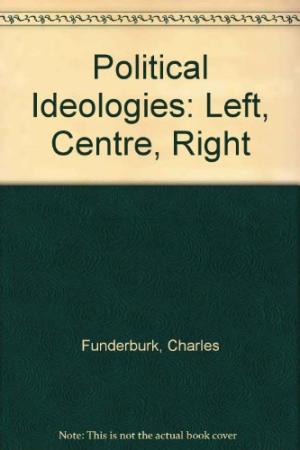 Political
Ideologies: Left,
Centre, Right
Funderburk, Charles
Note: This is not the actual book cover